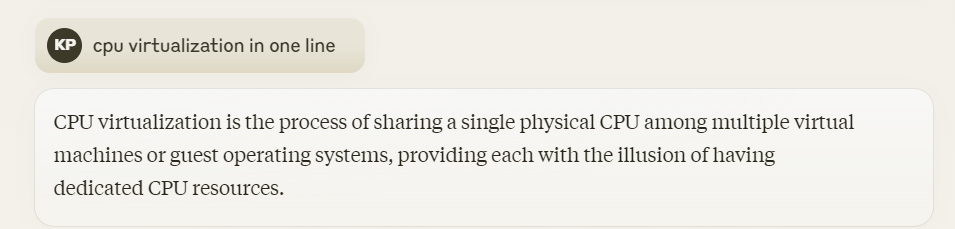 KP cpu virtualization in one line
CPU virtualization is the process of sharing a single physical CPU among multiple virtual
machines or guest operating systems, providing each with the illusion of having
dedicated CPU resources.